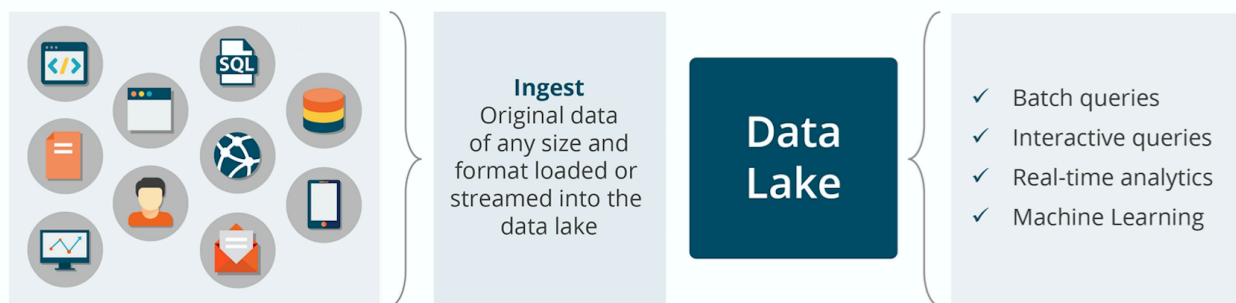 </>
SQL
Ingest
Original data
of any size and
format loaded or
streamed into the
data lake
Data
Lake
Batch queries
Interactive queries
Real-time analytics
Machine Learning